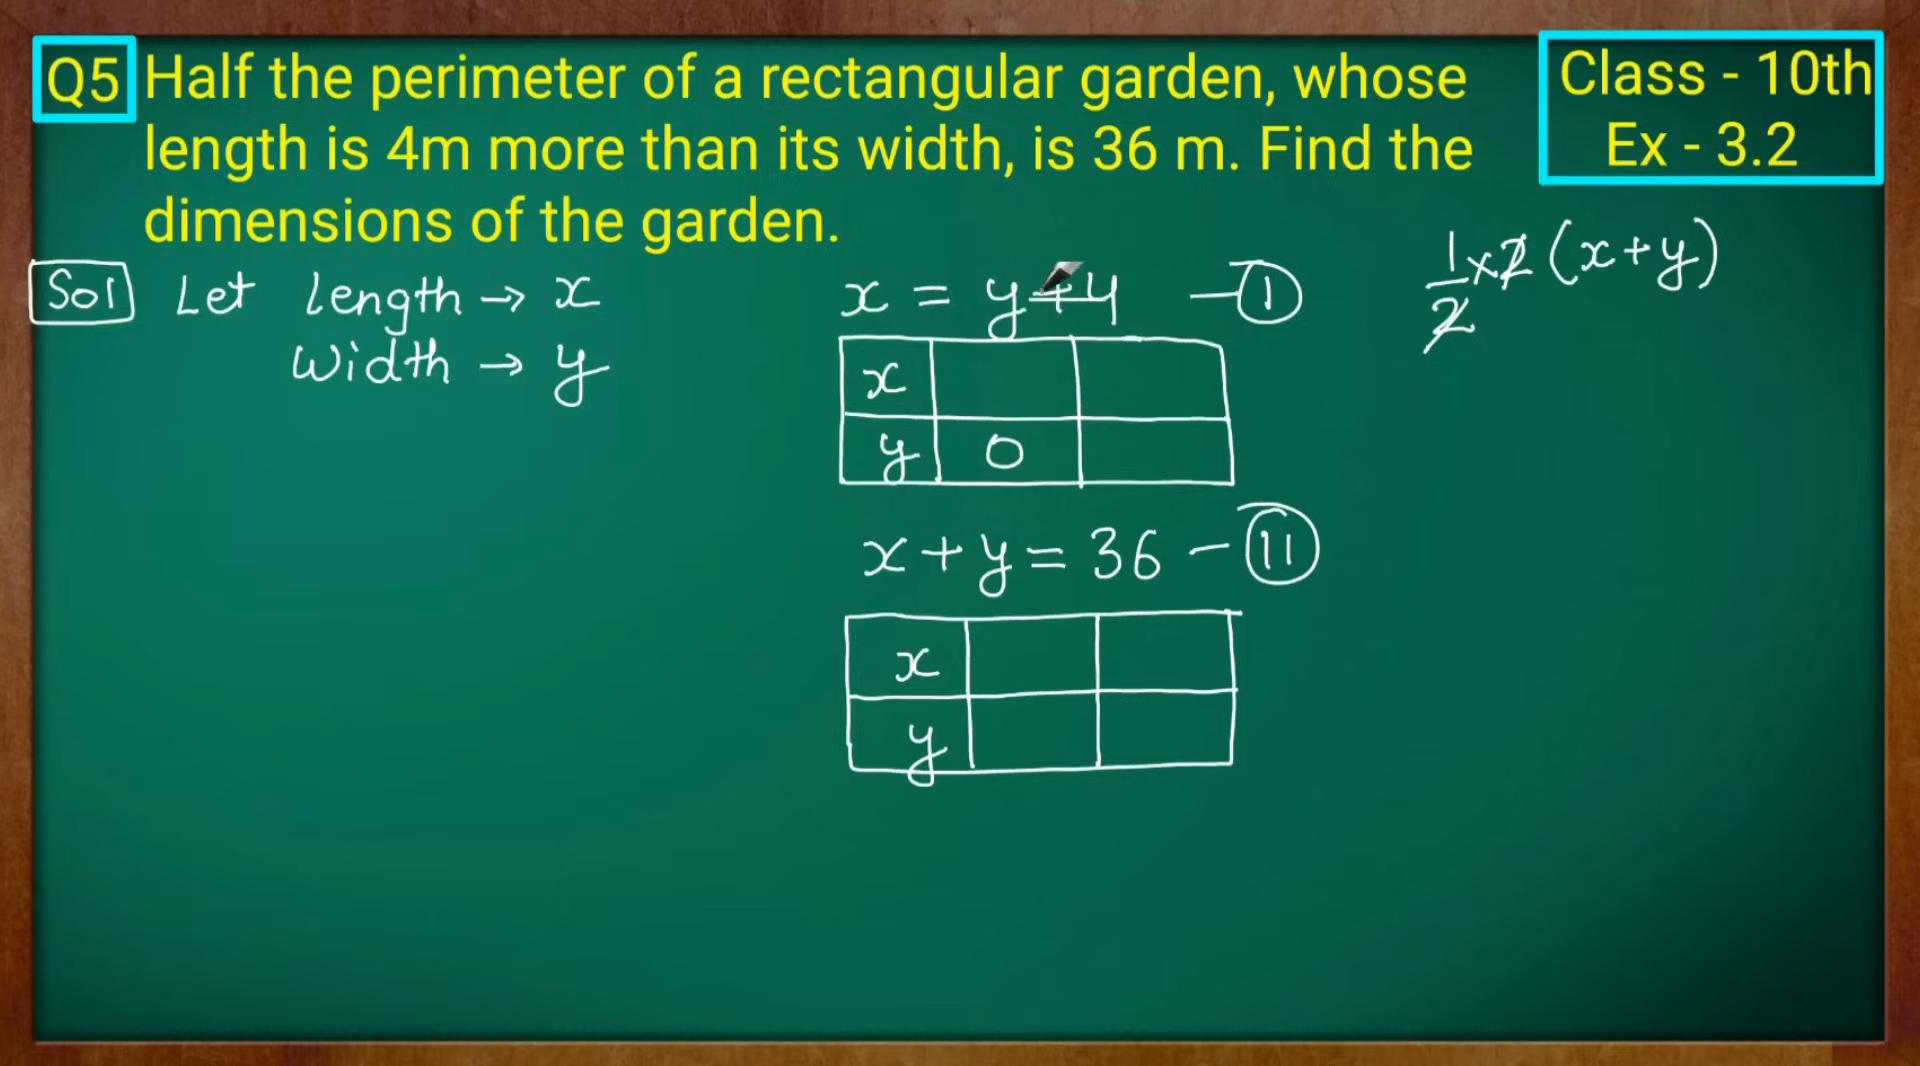 Q5 Half the perimeter of a rectangular garden, whose
length is 4m more than its width, is 36 m. Find the
dimensions of the garden.
Class - 10th
Ex - 3.2
Sol Let length → x
width → y
x = y+4 — 1
x
y 0
x + y = 36 — 11
x
y
1/2 × 2 (x+y)